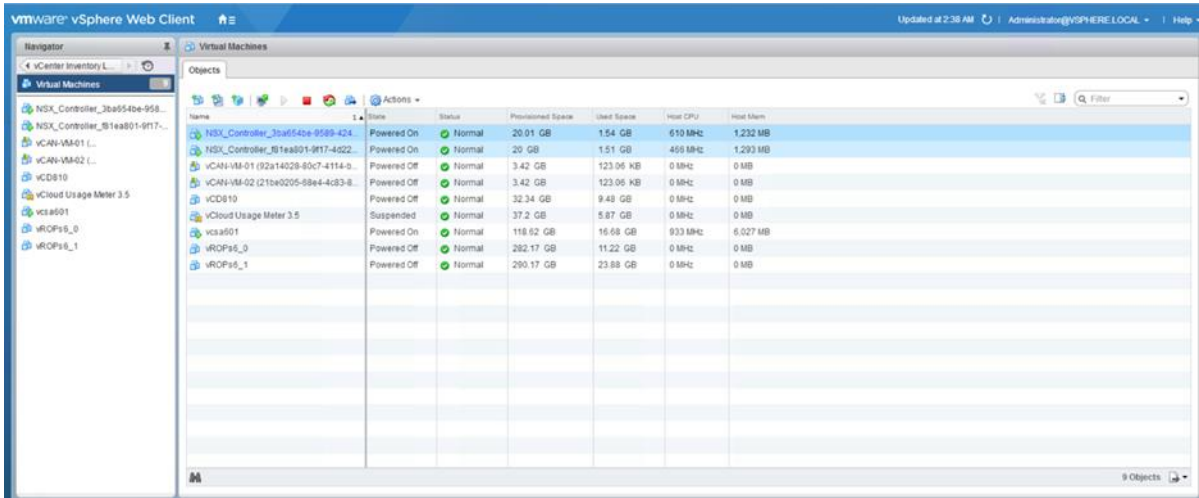 vmware® vSphere Web Client
Updated at 2:38 AM | Administrator@VSPHERE.LOCAL | Help
Navigator
vCenter Inventory L...
Virtual Machines
NSX_Controller_3ba654be-958...
NSX_Controller_f81ea801-9f17-...
vCAN-VM-01 (...
vCAN-VM-02 (...
vCD810
vCloud Usage Meter 3.5
vcsa601
vROPs6_0
vROPs6_1
Virtual Machines
Objects
Actions
Filter
Name 1 State Status Provisioned Space Used Space Host CPU Host Mem
NSX_Controller_3ba654be-9589-424... Powered On Normal 20.01 GB 1.54 GB 610 MHz 1,232 MB
NSX_Controller_f81ea801-9f17-4d22... Powered On Normal 20 GB 1.51 GB 466 MHz 1,293 MB
vCAN-VM-01 (92a14028-80c7-4114-b... Powered Off Normal 3.42 GB 123.06 KB 0 MHz 0 MB
vCAN-VM-02 (21be0205-68e4-4c83-8... Powered Off Normal 3.42 GB 123.06 KB 0 MHz 0 MB
vCD810 Powered Off Normal 32.34 GB 9.48 GB 0 MHz 0 MB
vCloud Usage Meter 3.5 Suspended Normal 37.2 GB 5.87 GB 0 MHz 0 MB
vcsa601 Powered On Normal 118.62 GB 16.68 GB 933 MHz 6,027 MB
vROPs6_0 Powered Off Normal 282.17 GB 11.22 GB 0 MHz 0 MB
vROPs6_1 Powered Off Normal 290.17 GB 23.88 GB 0 MHz 0 MB
9 Objects